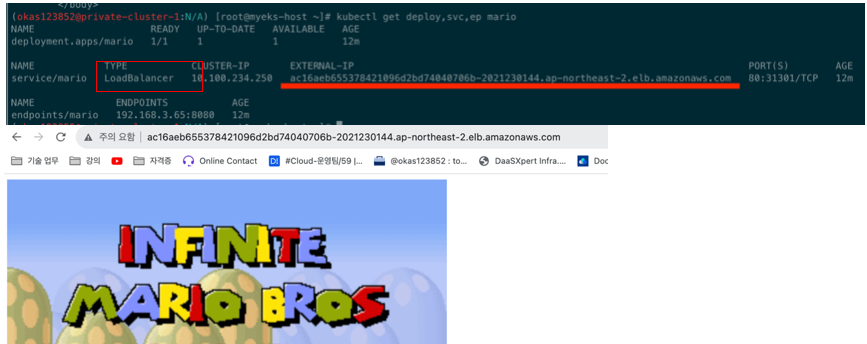 </body>
(okas123852@private-cluster-1:N/A) [root@myeks-host ~]# kubectl get deploy,svc,ep mario
NAME READY UP-TO-DATE AVAILABLE AGE
deployment.apps/mario 1/1 1 1 12m
NAME TYPE CLUSTER-IP EXTERNAL-IP PORT(S) AGE
service/mario LoadBalancer 10.100.234.250 ac16aeb655378421096d2bd74040706b-2021230144.ap-northeast-2.elb.amazonaws.com 80:31301/TCP 12m
NAME ENDPOINTS AGE
endpoints/mario 192.168.3.65:8080 12m
주의 요함 ac16aeb655378421096d2bd74040706b-2021230144.ap-northeast-2.elb.amazonaws.com
기술 업무 강의 자격증 Online Contact #Cloud-운영팀/59 |... @okas123852 : to... DaaSXpert Infra.... Doc
INFINITE
MARIO BROS